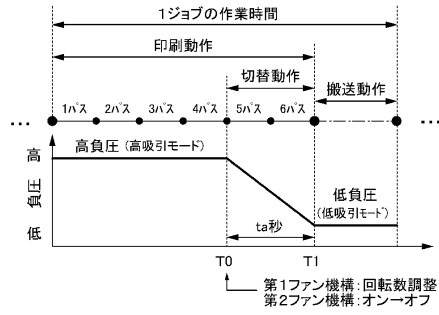 1ジョブの作業時間
印刷動作
切替動作
搬送動作
… 1パス 2パス 3パス 4パス 5パス 6パス …
高 高負圧(高吸引モード)
負圧
低負圧
(低吸引モード)
低
ta秒
T0 T1
第1ファン機構:回転数調整
第2ファン機構:オン→オフ